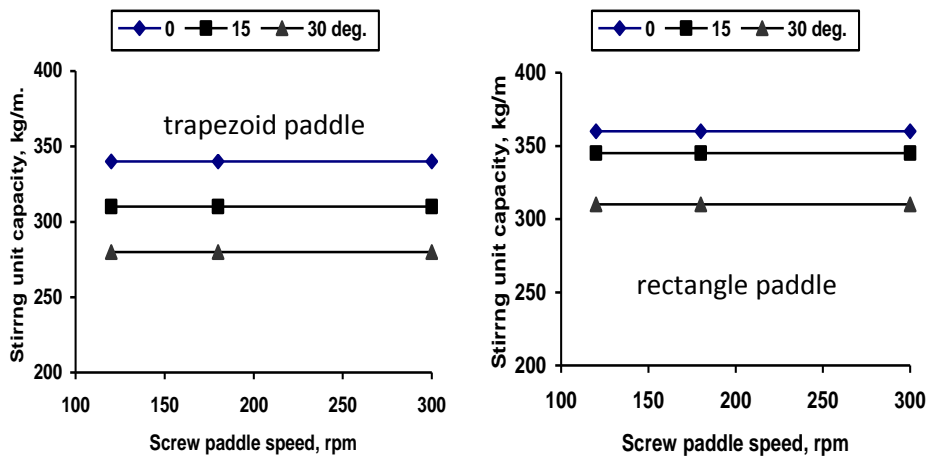 0 15 30 deg.
Stirrng unit capacity, kg/m.
400
350
300
250
200
trapezoid paddle
100 150 200 250 300
Screw paddle speed, rpm
0 15 30 deg.
Stirrng unit capacity, kg/m
400
350
300
250
200
rectangle paddle
100 150 200 250 300
Screw paddle speed, rpm